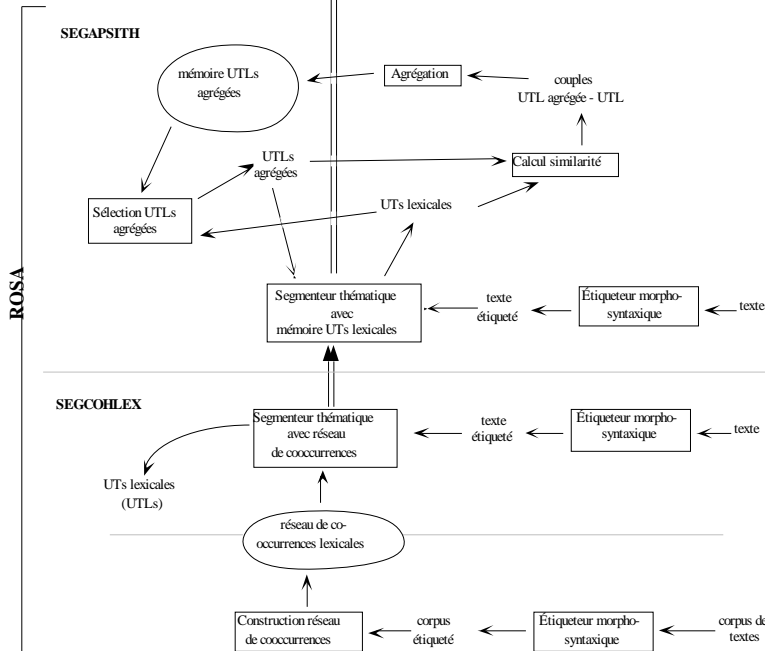 ROSA
SEGAPSITH
mémoire UTLs
agrégées
Agrégation
couples
UTL agrégée - UTL
UTLs
agrégées
Calcul similarité
Sélection UTLs
agrégées
UTs lexicales
Segmenteur thématique
avec
mémoire UTs lexicales
texte
étiqueté
Étiqueteur morpho-
syntaxique
texte
SEGCOHLEX
Segmenteur thématique
avec réseau
de cooccurrences
texte
étiqueté
Étiqueteur morpho-
syntaxique
texte
UTs lexicales
(UTLs)
réseau de co-
occurrences lexicales
Construction réseau
de cooccurrences
corpus
étiqueté
Étiqueteur morpho-
syntaxique
corpus de
textes